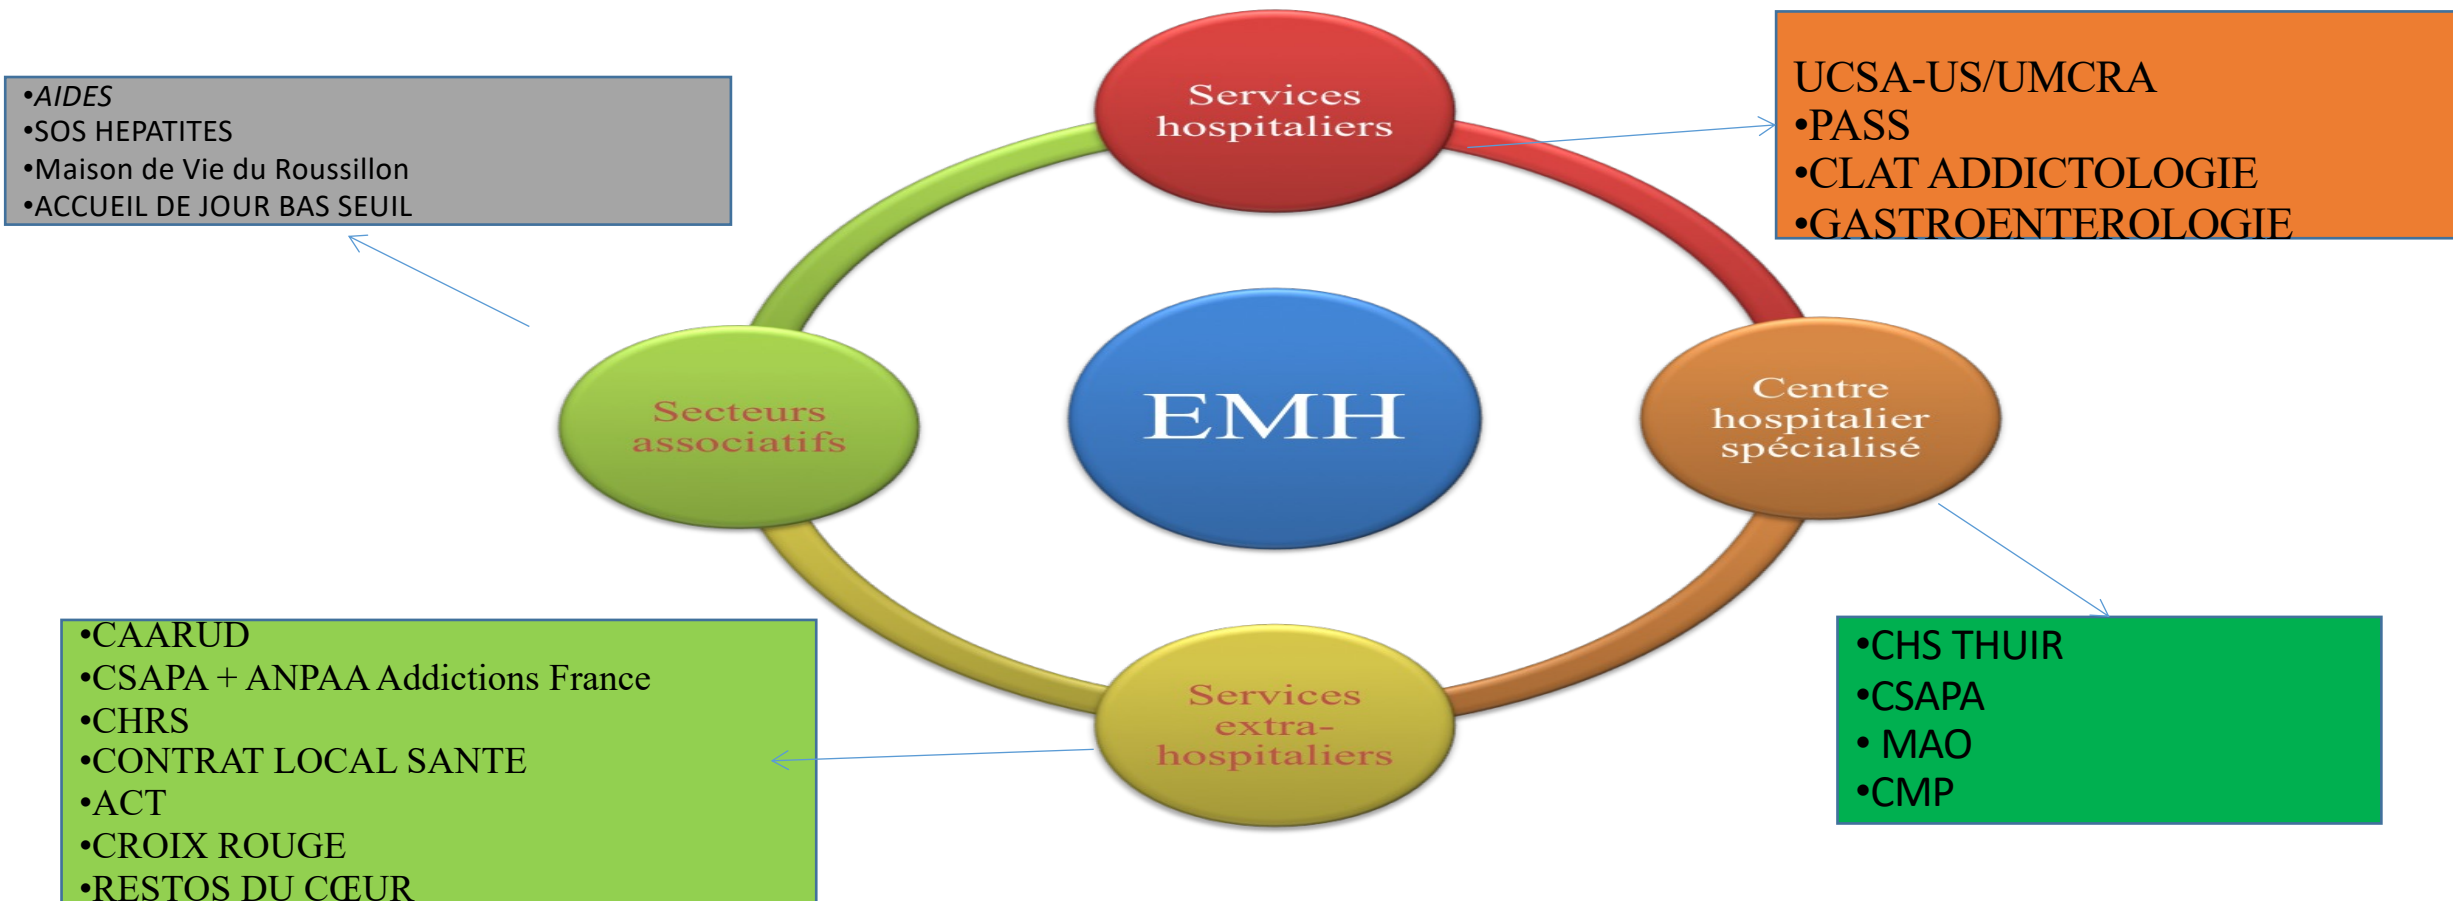 Services
hospitaliers
UCSA-US/UMCRA
•PASS
•CLAT ADDICTOLOGIE
•GASTROENTEROLOGIE
•AIDES
•SOS HEPATITES
•Maison de Vie du Roussillon
•ACCUEIL DE JOUR BAS SEUIL
Secteurs
associatifs
EMH
Centre
hospitalier
spécialisé
•CAARUD
•CSAPA + ANPAA Addictions France
•CHRS
•CONTRAT LOCAL SANTE
•ACT
•CROIX ROUGE
•RESTOS DU CŒUR
Services
extra-
hospitaliers
•CHS THUIR
•CSAPA
• MAO
•CMP